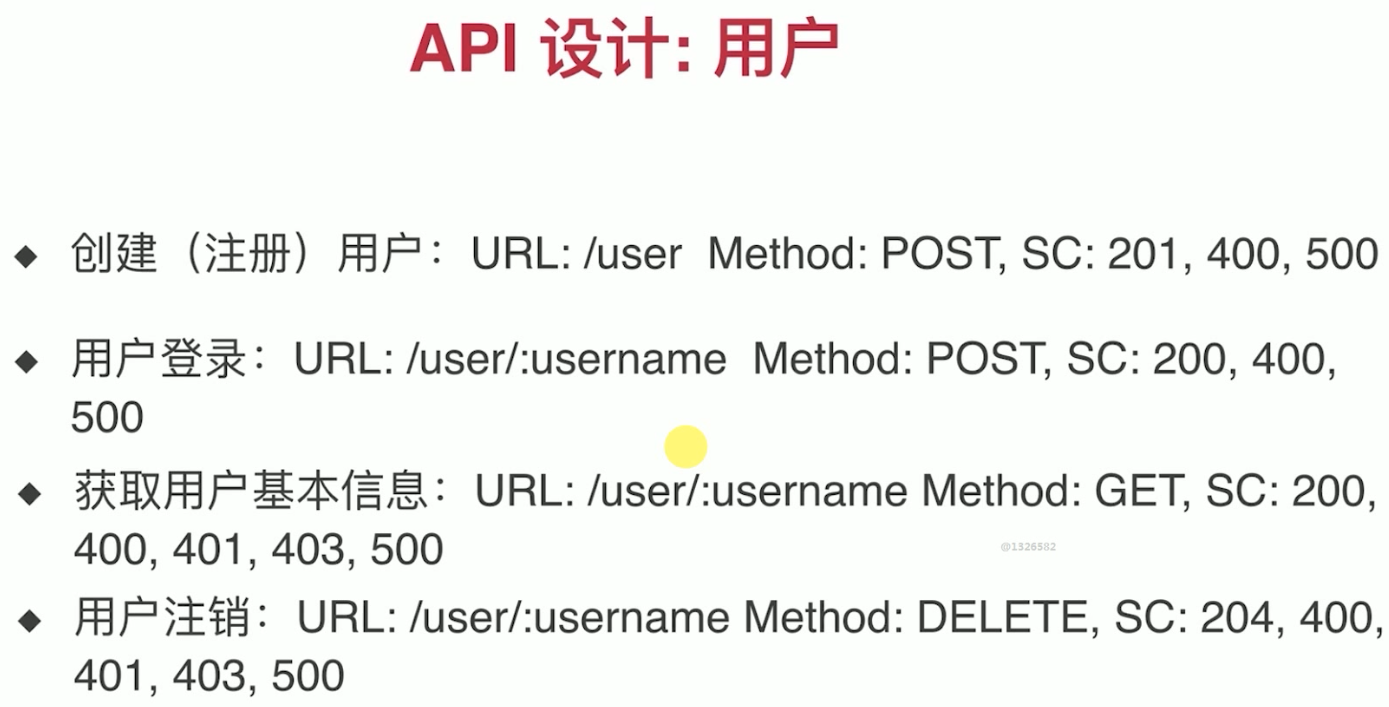 API 设计: 用户
◆ 创建（注册）用户：URL: /user Method: POST, SC: 201, 400, 500
◆ 用户登录：URL: /user/:username Method: POST, SC: 200, 400,
500
◆ 获取用户基本信息：URL: /user/:username Method: GET, SC: 200,
400, 401, 403, 500
@1326582
◆ 用户注销：URL: /user/:username Method: DELETE, SC: 204, 400,
401, 403, 500